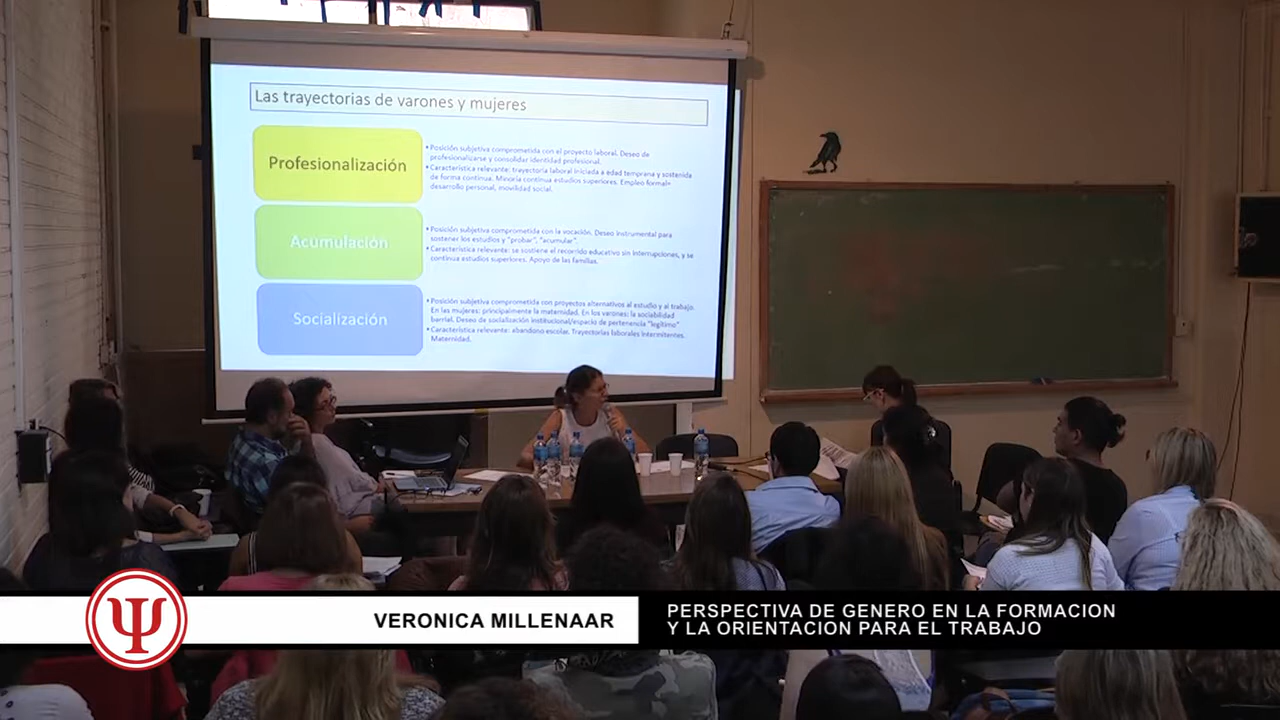 Las trayectorias de varones y mujeres
Profesionalización
•Posición subjetiva comprometida con el proyecto laboral. Deseo de
profesionalizarse y consolidar identidad profesional.
•Característica relevante: trayectoria laboral iniciada a edad temprana y sostenida
de forma continua. Minoría continua estudios superiores. Empleo formal=
desarrollo personal, movilidad social.
Acumulación
•Posición subjetiva comprometida con la vocación. Deseo instrumental para
sostener los estudios y "probar", "acumular".
•Característica relevante: se sostiene el recorrido educativo sin interrupciones, y se
continua estudios superiores. Apoyo de las familias.
Socialización
•Posición subjetiva comprometida con proyectos alternativos al estudio y al trabajo.
En las mujeres: principalmente la maternidad. En los varones: la sociabilidad
barrial. Deseo de socialización institucional/espacio de pertenencia "legítimo"
•Característica relevante: abandono escolar. Trayectorias laborales intermitentes.
Maternidad.
Ψ
VERONICA MILLENAAR
PERSPECTIVA DE GENERO EN LA FORMACION
Y LA ORIENTACION PARA EL TRABAJO